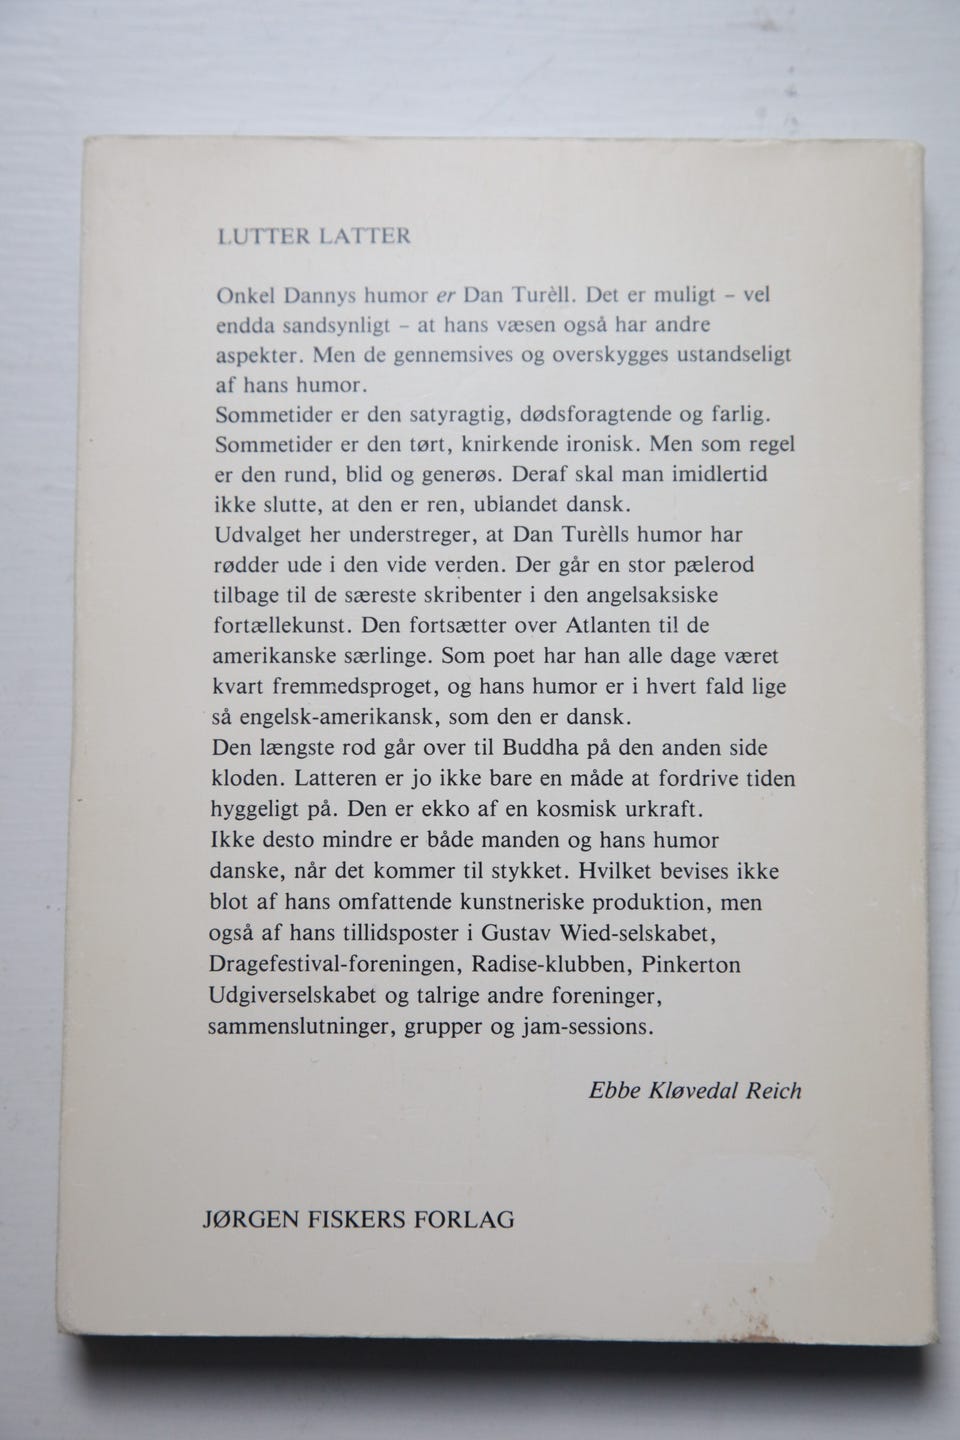 LUTTER LATTER
Onkel Dannys humor er Dan Turèll. Det er muligt – vel
endda sandsynligt – at hans væsen også har andre
aspekter. Men de gennemsives og overskygges ustandseligt
af hans humor.
Sommetider er den satyragtig, dødsforagtende og farlig.
Sommetider er den tørt, knirkende ironisk. Men som regel
er den rund, blid og generøs. Deraf skal man imidlertid
ikke slutte, at den er ren, ublandet dansk.
Udvalget her understreger, at Dan Turèlls humor har
rødder ude i den vide verden. Der går en stor pælerod
tilbage til de særeste skribenter i den angelsaksiske
fortællekunst. Den fortsætter over Atlanten til de
amerikanske særlinge. Som poet har han alle dage været
kvart fremmedsproget, og hans humor er i hvert fald lige
så engelsk-amerikansk, som den er dansk.
Den længste rod går over til Buddha på den anden side
kloden. Latteren er jo ikke bare en måde at fordrive tiden
hyggeligt på. Den er ekko af en kosmisk urkraft.
Ikke desto mindre er både manden og hans humor
danske, når det kommer til stykket. Hvilket bevises ikke
blot af hans omfattende kunstneriske produktion, men
også af hans tillidsposter i Gustav Wied-selskabet,
Dragefestival-foreningen, Radise-klubben, Pinkerton
Udgiverselskabet og talrige andre foreninger,
sammenslutninger, grupper og jam-sessions.
Ebbe Kløvedal Reich
JØRGEN FISKERS FORLAG